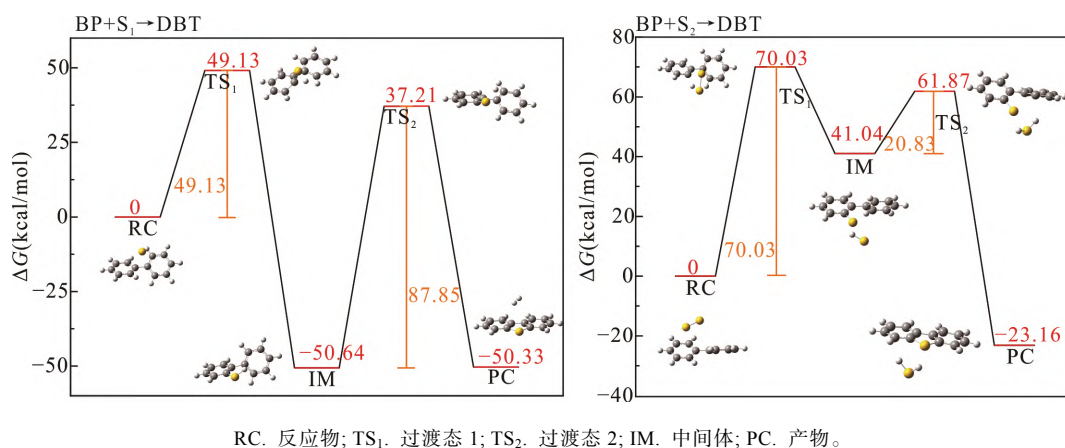 BP+S₁→DBT
ΔG(kcal/mol)
50
25
0
−25
−50
0
RC
49.13
49.13
TS₁
−50.64
IM
37.21
TS₂
87.85
−50.33
PC
BP+S₂→DBT
ΔG(kcal/mol)
80
60
40
20
0
−20
−40
0
RC
70.03
70.03
TS₁
41.04
IM
20.83
61.87
TS₂
−23.16
PC
RC. 反应物; TS₁. 过渡态 1; TS₂. 过渡态 2; IM. 中间体; PC. 产物。